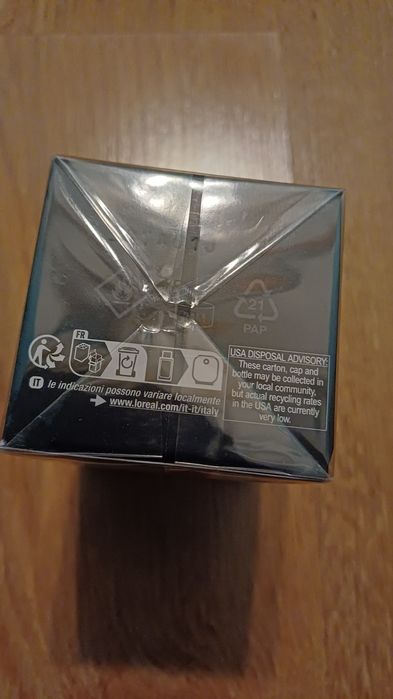 21
PAP
FR
USA DISPOSAL ADVISORY:
These carton, cap and
bottle may be collected in
your local community,
but actual recycling rates
in the USA are currently
very low.
IT le indicazioni possono variare localmente
www.loreal.com/it-it/italy